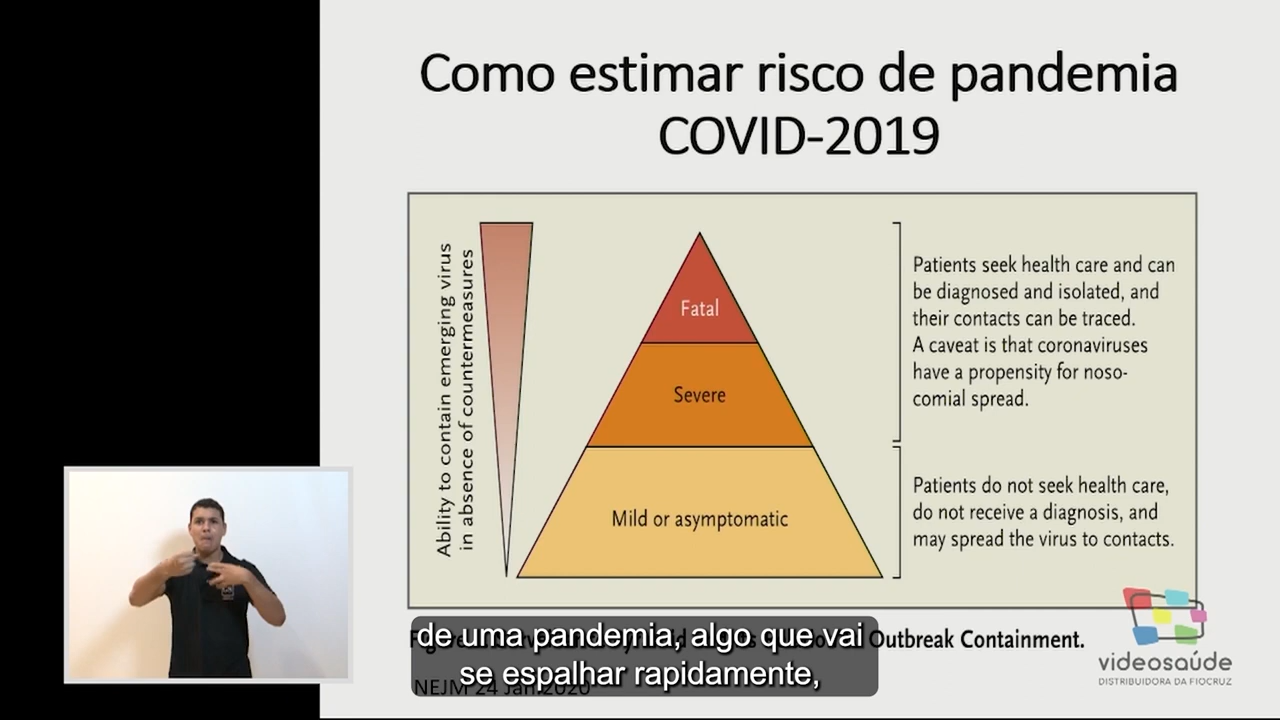 Como estimar risco de pandemia
COVID-2019
Ability to contain emerging virus
in absence of countermeasures
Fatal
Severe
Mild or asymptomatic
Patients seek health care and can
be diagnosed and isolated, and
their contacts can be traced.
A caveat is that coronaviruses
have a propensity for noso-
comial spread.
Patients do not seek health care,
do not receive a diagnosis, and
may spread the virus to contacts.
Outbreak Containment.
NEJM 24 Jan.2020
de uma pandemia, algo que vai
se espalhar rapidamente,
videosaúde
DISTRIBUIDORA DA FIOCRUZ